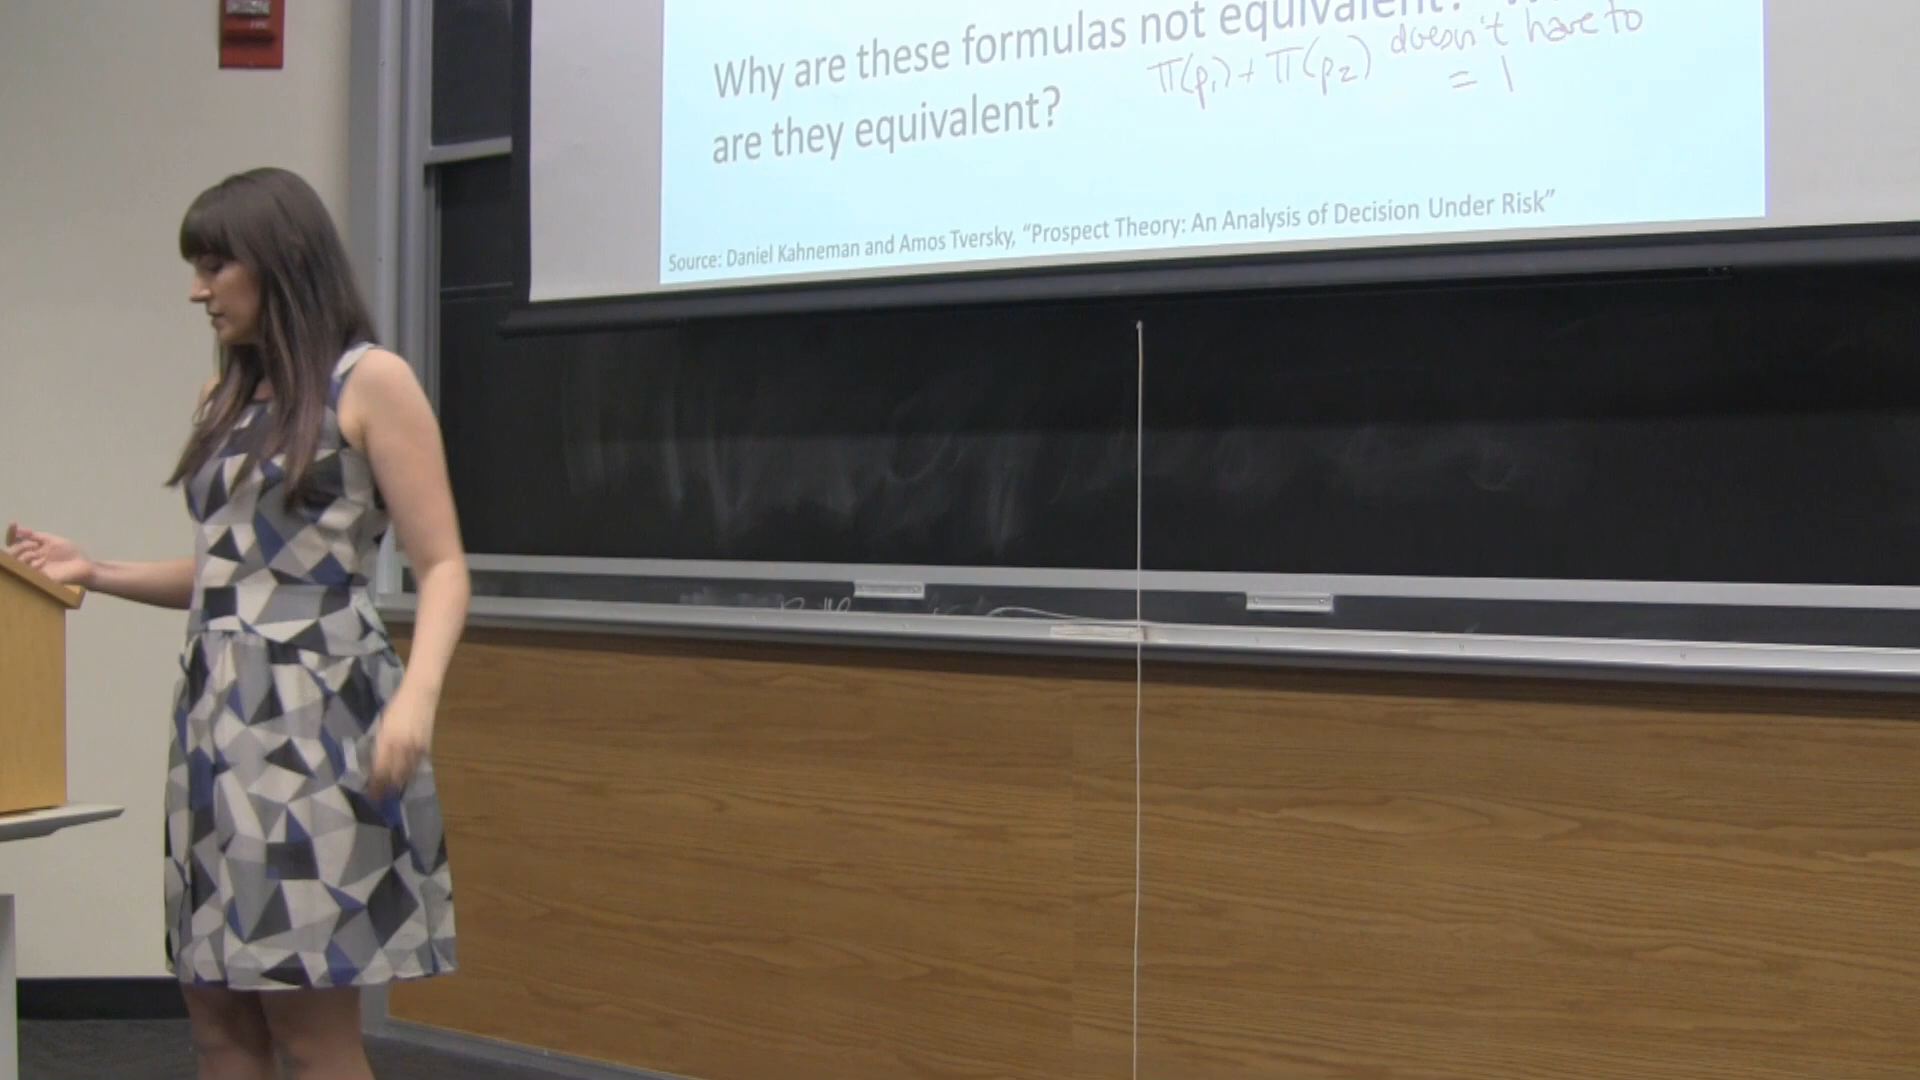 Why are these formulas not equivalent?
are they equivalent?
π(p₁) + π(p₂) doesn't have to
= 1
Source: Daniel Kahneman and Amos Tversky, “Prospect Theory: An Analysis of Decision Under Risk”